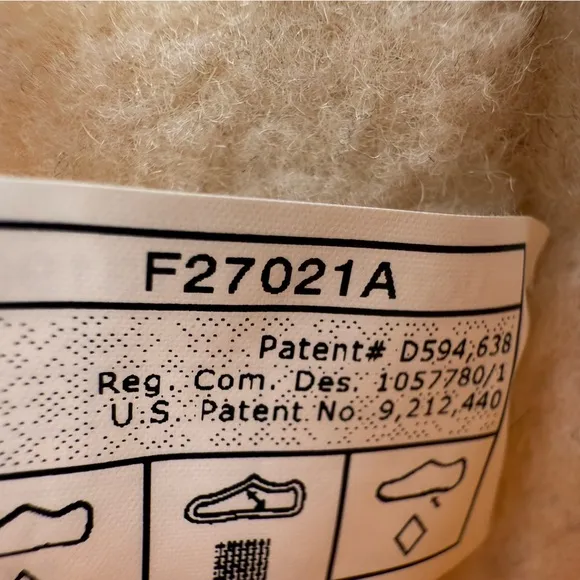 F27021A
Patent# D594,638
Reg. Com. Des. 1057780/1
U.S. Patent No. 9,212,440